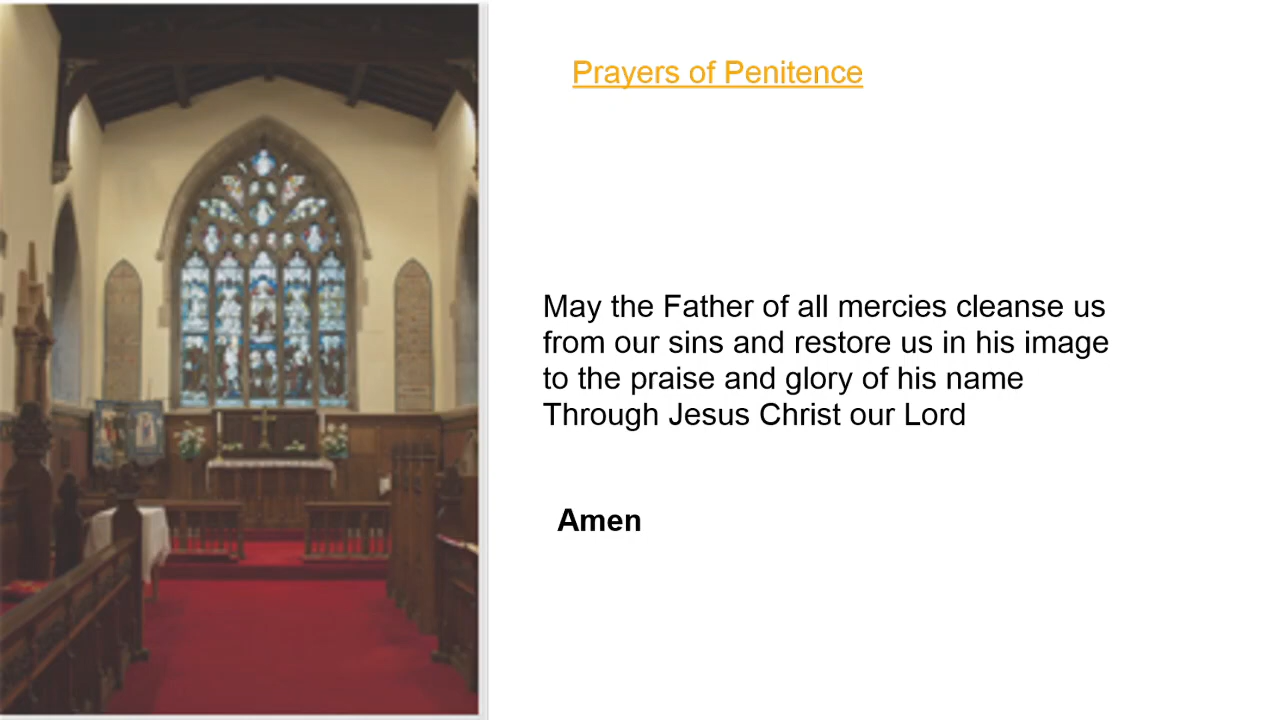 Prayers of Penitence
May the Father of all mercies cleanse us
from our sins and restore us in his image
to the praise and glory of his name
Through Jesus Christ our Lord
Amen